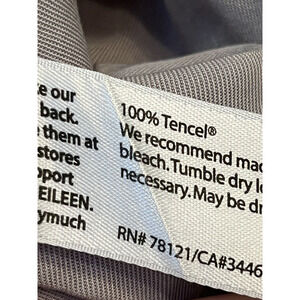 ke our
back.
them at
stores
pport
EILEEN.
ymuch
100% Tencel®
We recommend mac
bleach. Tumble dry lo
necessary. May be dr
RN# 78121/CA#3446